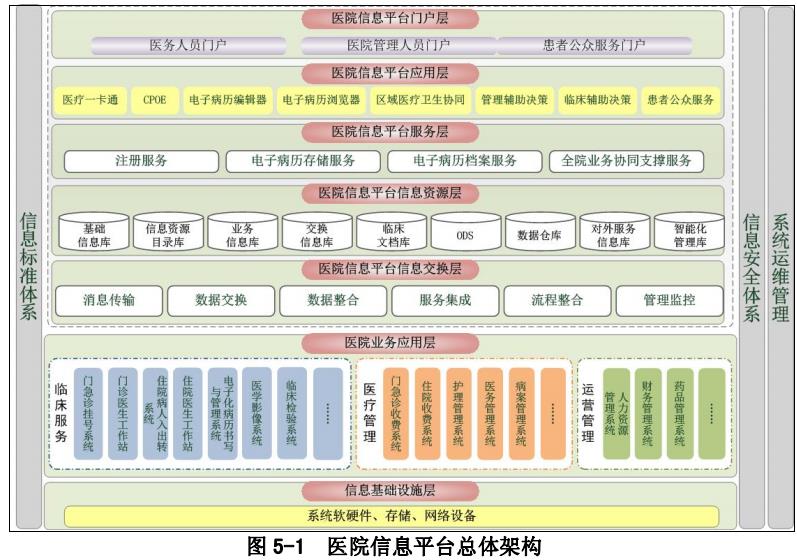 医院信息平台门户层
医务人员门户 医院管理人员门户 患者公众服务门户
医院信息平台应用层
医疗一卡通 CPOE 电子病历编辑器 电子病历浏览器 区域医疗卫生协同 管理辅助决策 临床辅助决策 患者公众服务
医院信息平台服务层
注册服务 电子病历存储服务 电子病历档案服务 全院业务协同支撑服务
医院信息平台信息资源层
基础
信息库
信息资源
目录库
业务
信息库
交换
信息库
临床
文档库
ODS
数据仓库
对外服务
信息库
智能化
管理库
医院信息平台信息交换层
消息传输 数据交换 数据整合 服务集成 流程整合 管理监控
信息标准体系
信息安全体系
系统运维管理
医院业务应用层
临床服务
门急诊挂号系统
门诊医生工作站
住院病人入出转
系统
住院医生工作站
电子化病历书写
与管理系统
医学影像系统
临床检验系统
……
医疗管理
门急诊收费系统
住院收费系统
护理管理系统
医务管理系统
病案管理系统
……
运营管理
人力资源
管理系统
财务管理系统
药品管理系统
……
信息基础设施层
系统软硬件、存储、网络设备
图 5-1 医院信息平台总体架构